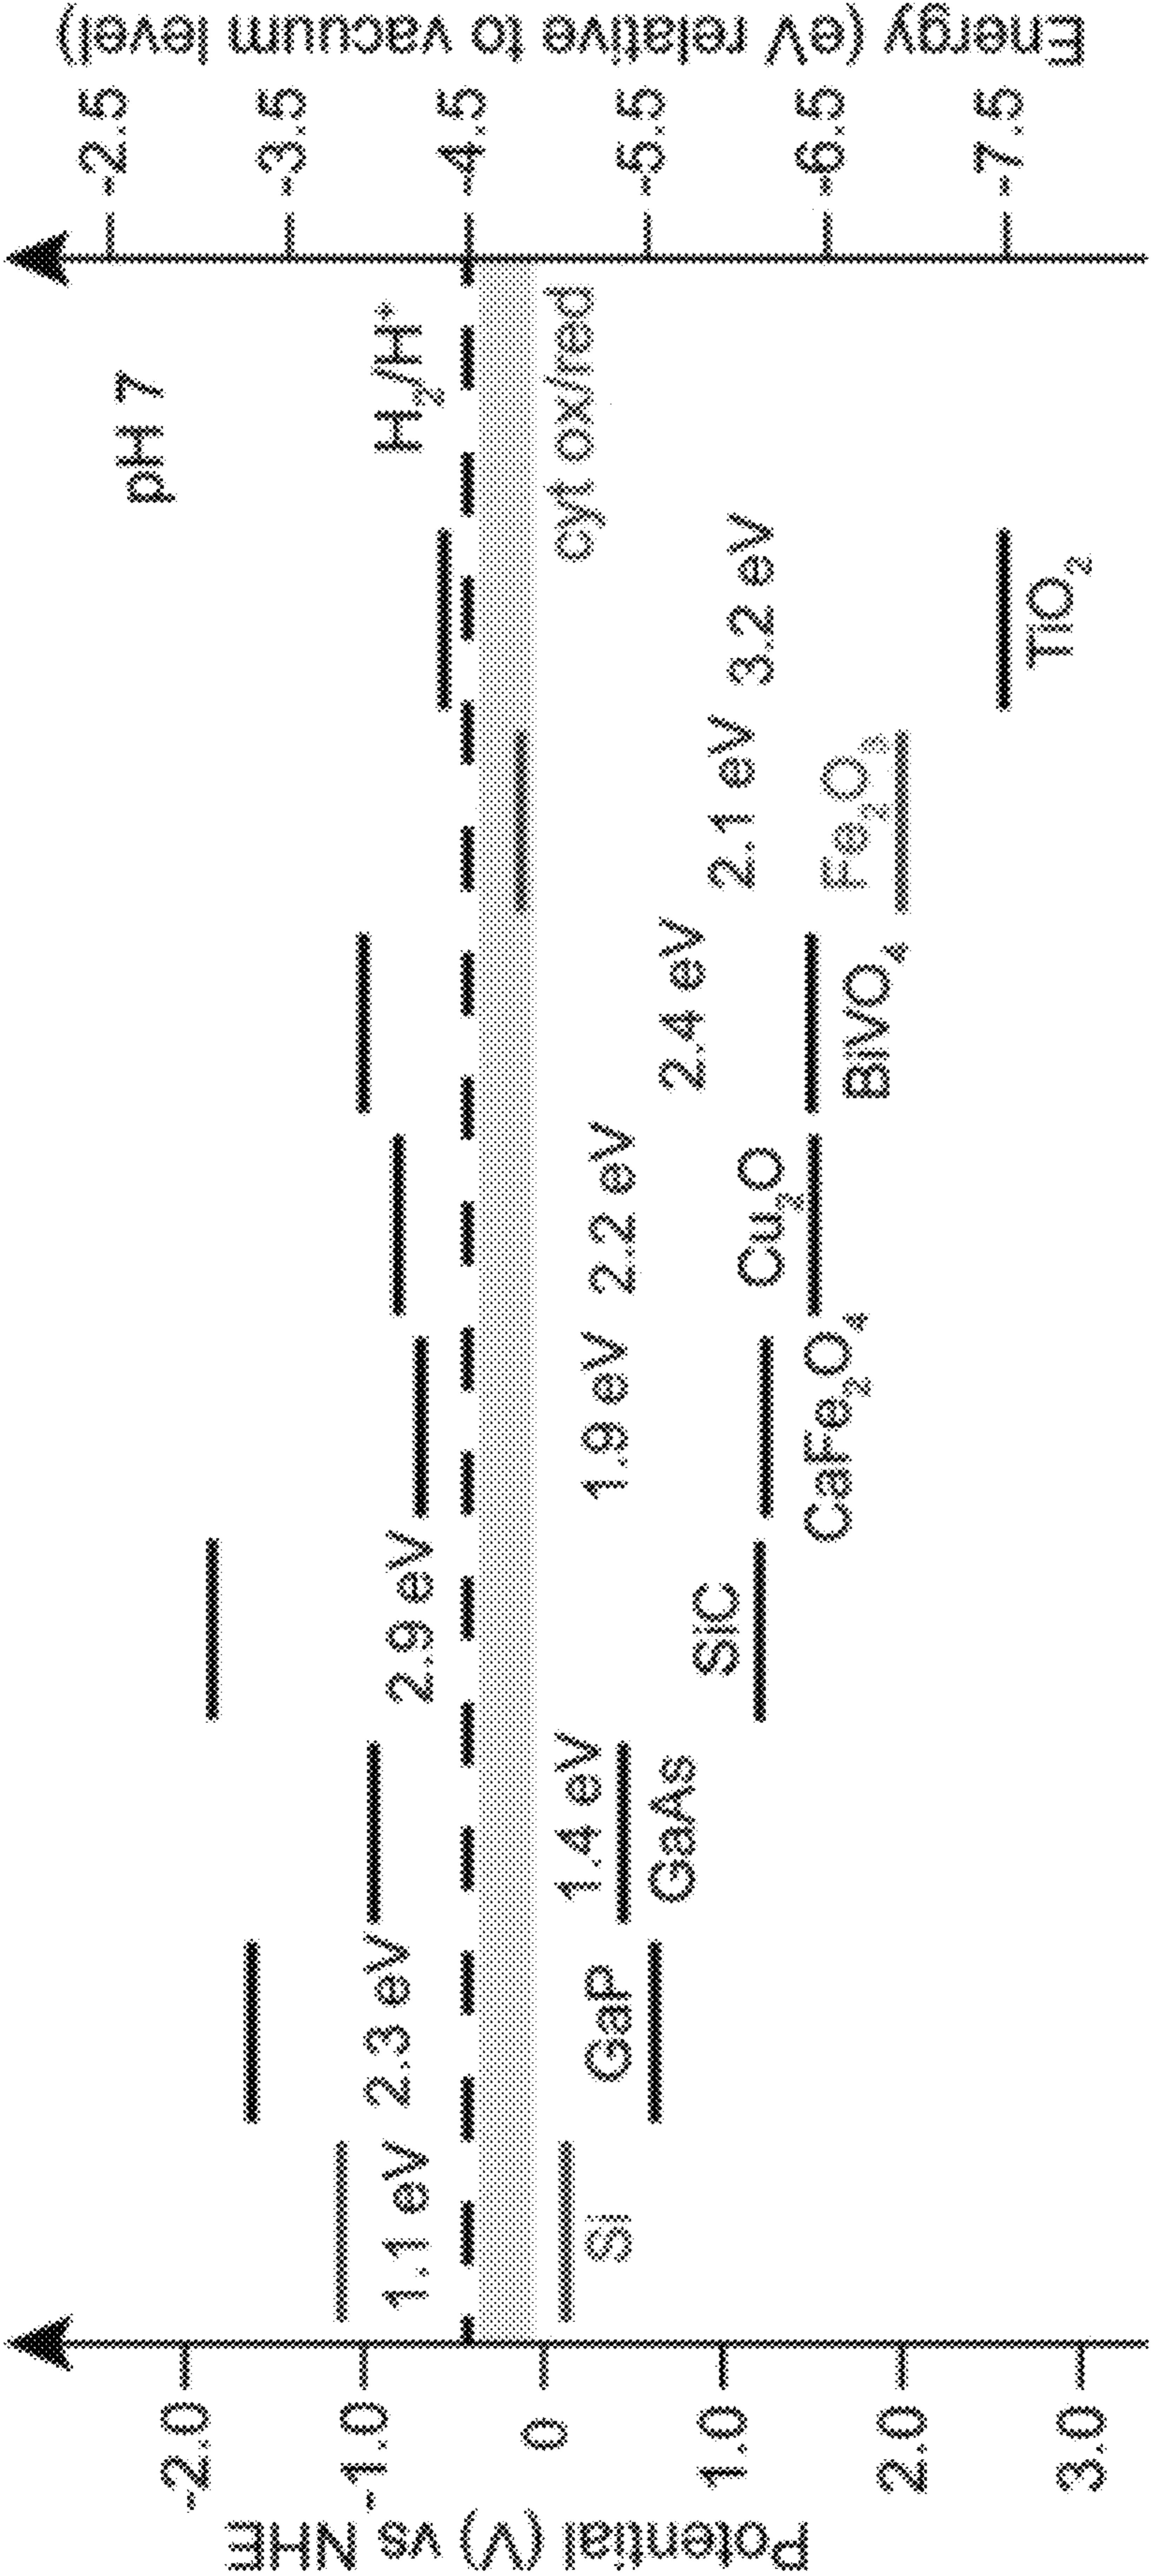 Potential (V) vs NHE
-2.0
-1.0
0
1.0
2.0
3.0
pH 7
H₂/H⁺
cyt ox/red
1.1 eV
Si
2.3 eV
GaP
1.4 eV
GaAs
2.9 eV
SiC
1.9 eV
CaFe₂O₄
2.2 eV
Cu₂O
2.4 eV
BiVO₄
2.1 eV
Fe₂O₃
3.2 eV
TiO₂
-2.5
-3.5
-4.5
-5.5
-6.5
-7.5
Energy (eV relative to vacuum level)